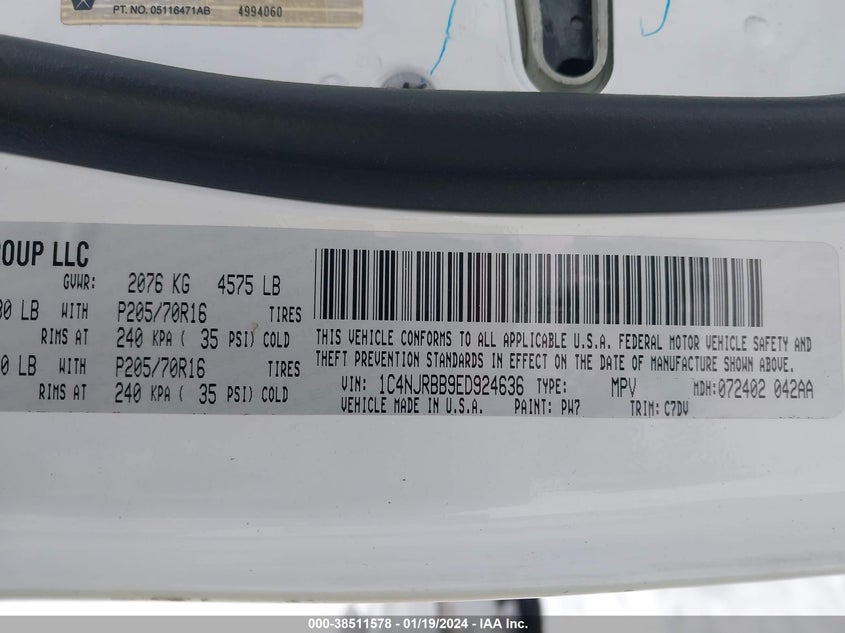 PT. NO. 05116471AB 4994060
ROUP LLC
GVWR: 2076 KG 4575 LB
00 LB WITH P205/70R16 TIRES
RIMS AT 240 KPA ( 35 PSI) COLD
0 LB WITH P205/70R16 TIRES
RIMS AT 240 KPA ( 35 PSI) COLD
THIS VEHICLE CONFORMS TO ALL APPLICABLE U.S.A. FEDERAL MOTOR VEHICLE SAFETY AND
THEFT PREVENTION STANDARDS IN EFFECT ON THE DATE OF MANUFACTURE SHOWN ABOVE.
VIN: 1C4NJRBB9ED924636 TYPE: MPV MDH:072402 042AA
VEHICLE MADE IN U.S.A. PAINT: PW7 TRIM: C7DV
000-38511578 - 01/19/2024 - IAA Inc.